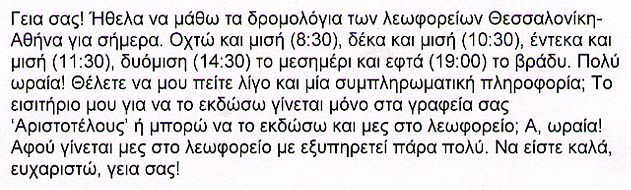 Γεια σας! Ήθελα να μάθω τα δρομολόγια των λεωφορείων Θεσσαλονίκη-
Αθήνα για σήμερα. Οχτώ και μισή (8:30), δέκα και μισή (10:30), έντεκα και
μισή (11:30), δυόμιση (14:30) το μεσημέρι και εφτά (19:00) το βράδυ. Πολύ
ωραία! Θέλετε να μου πείτε λίγο και μία συμπληρωματική πληροφορία; Το
εισιτήριο μου για να το εκδώσω γίνεται μόνο στα γραφεία σας
‘Αριστοτέλους’ ή μπορώ να το εκδώσω και μες στο λεωφορείο; Α, ωραία!
Αφού γίνεται μες στο λεωφορείο με εξυπηρετεί πάρα πολύ. Να είστε καλά,
ευχαριστώ, γεια σας!